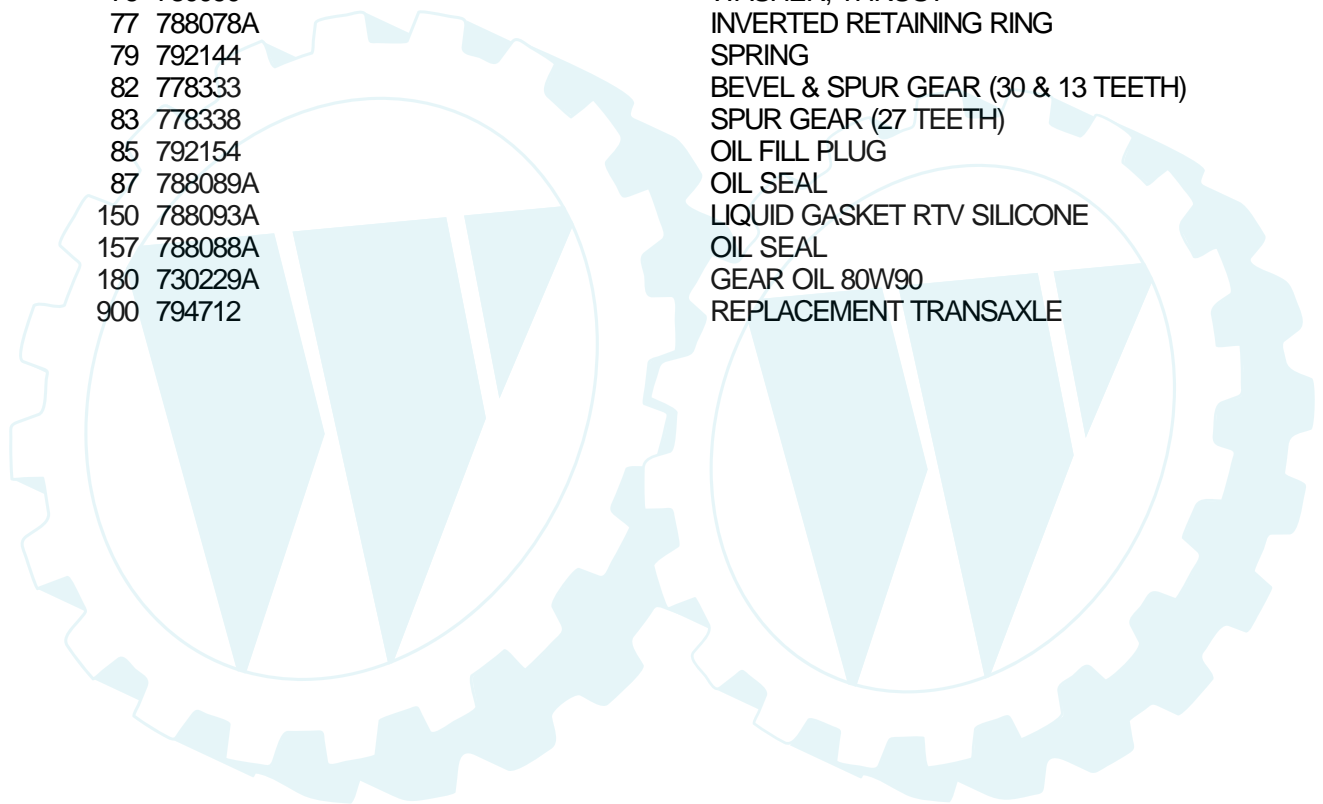 77 788078A INVERTED RETAINING RING
79 792144 SPRING
82 778333 BEVEL & SPUR GEAR (30 & 13 TEETH)
83 778338 SPUR GEAR (27 TEETH)
85 792154 OIL FILL PLUG
87 788089A OIL SEAL
150 788093A LIQUID GASKET RTV SILICONE
157 788088A OIL SEAL
180 730229A GEAR OIL 80W90
900 794712 REPLACEMENT TRANSAXLE